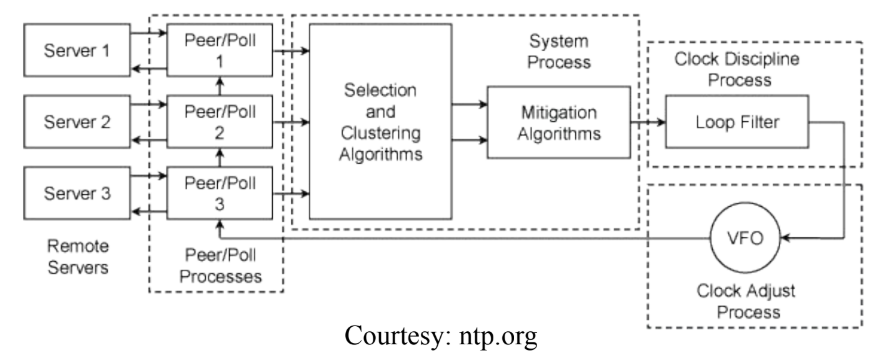 Server 1
Server 2
Server 3
Remote
Servers
Peer/Poll
1
Peer/Poll
2
Peer/Poll
3
Peer/Poll
Processes
Selection
and
Clustering
Algorithms
System
Process
Mitigation
Algorithms
Clock Discipline
Process
Loop Filter
VFO
Clock Adjust
Process
Courtesy: ntp.org